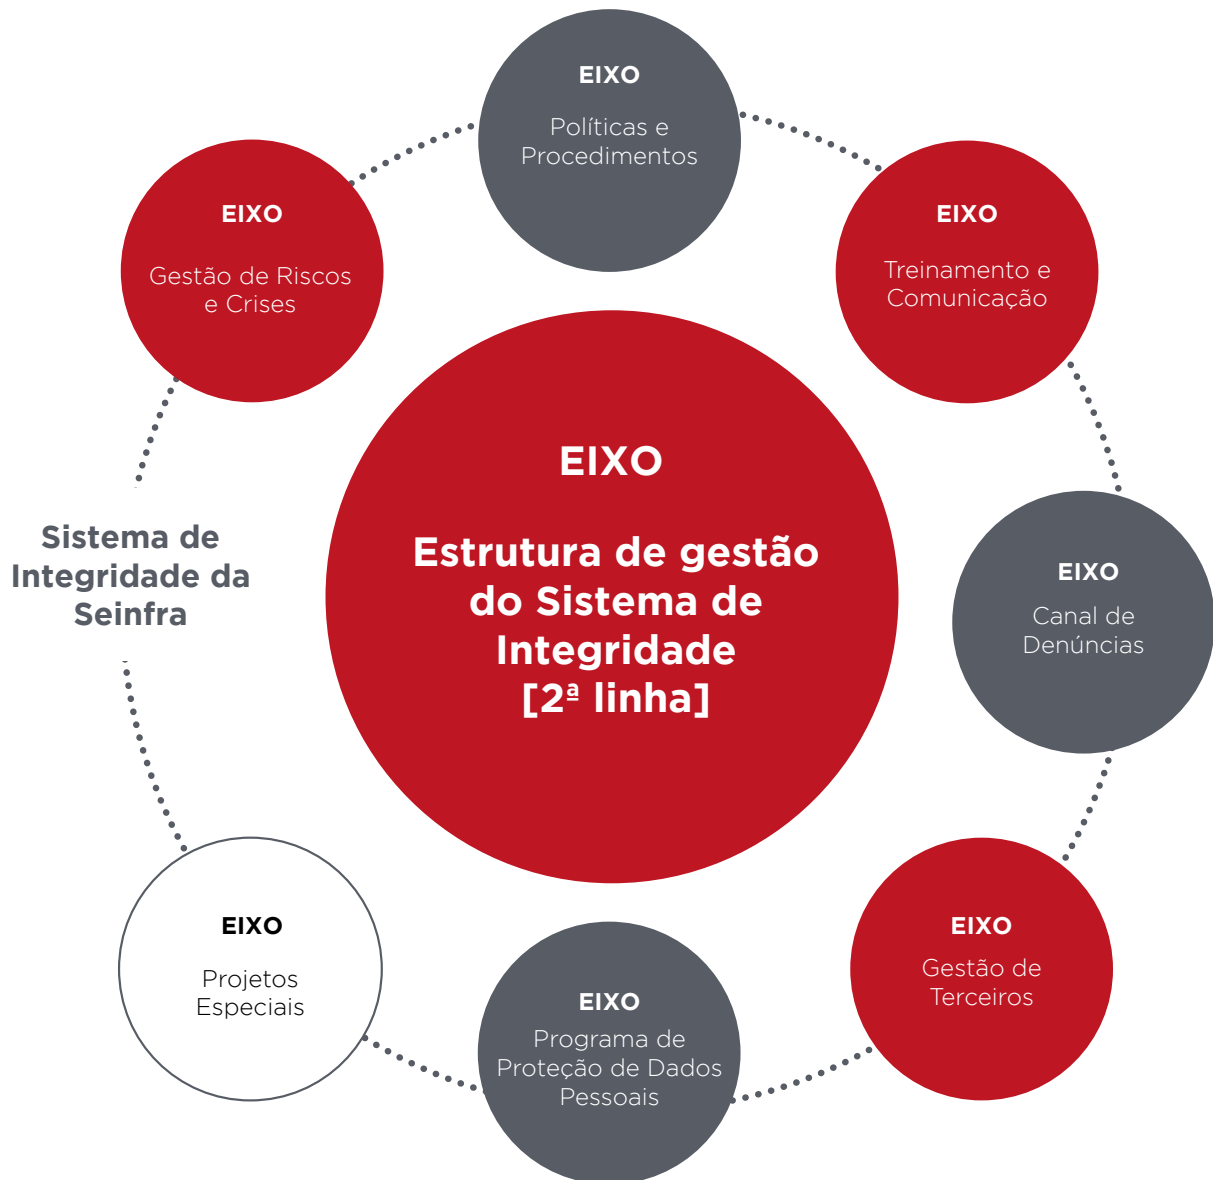 EIXO
Políticas e
Procedimentos
EIXO
Gestão de Riscos
e Crises
EIXO
Treinamento e
Comunicação
EIXO
Estrutura de gestão
do Sistema de
Integridade
[2ª linha]
Sistema de
Integridade da
Seinfra
EIXO
Canal de
Denúncias
EIXO
Projetos
Especiais
EIXO
Programa de
Proteção de Dados
Pessoais
EIXO
Gestão de
Terceiros